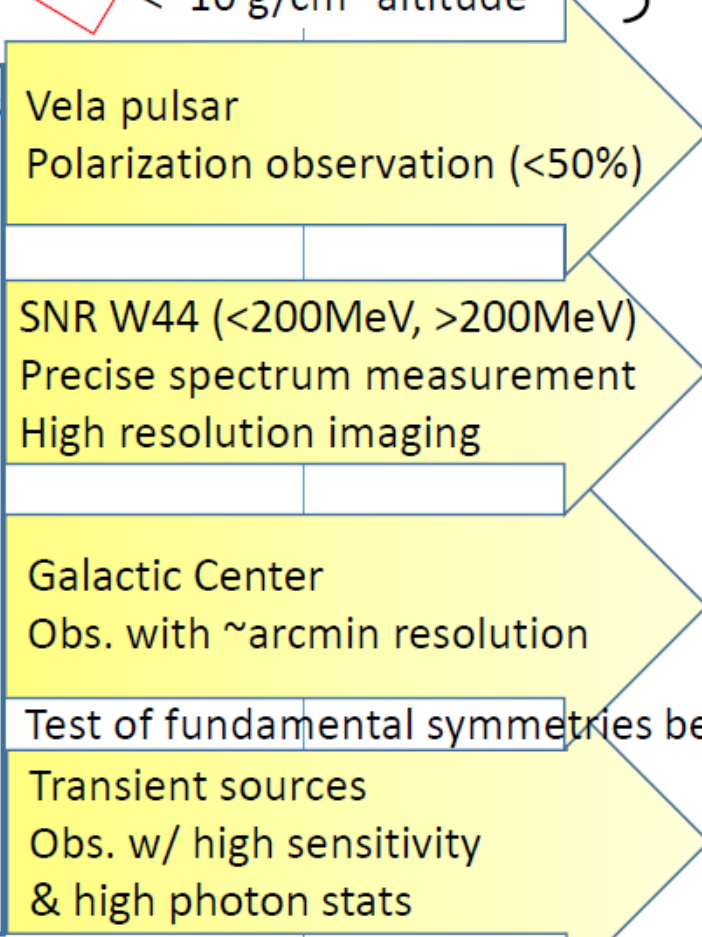 Vela pulsar
Polarization observation (<50%)
SNR W44 (<200MeV, >200MeV)
Precise spectrum measurement
High resolution imaging
Galactic Center
Obs. with ~arcmin resolution
Test of fundamental symmetries be
Transient sources
Obs. w/ high sensitivity
& high photon stats